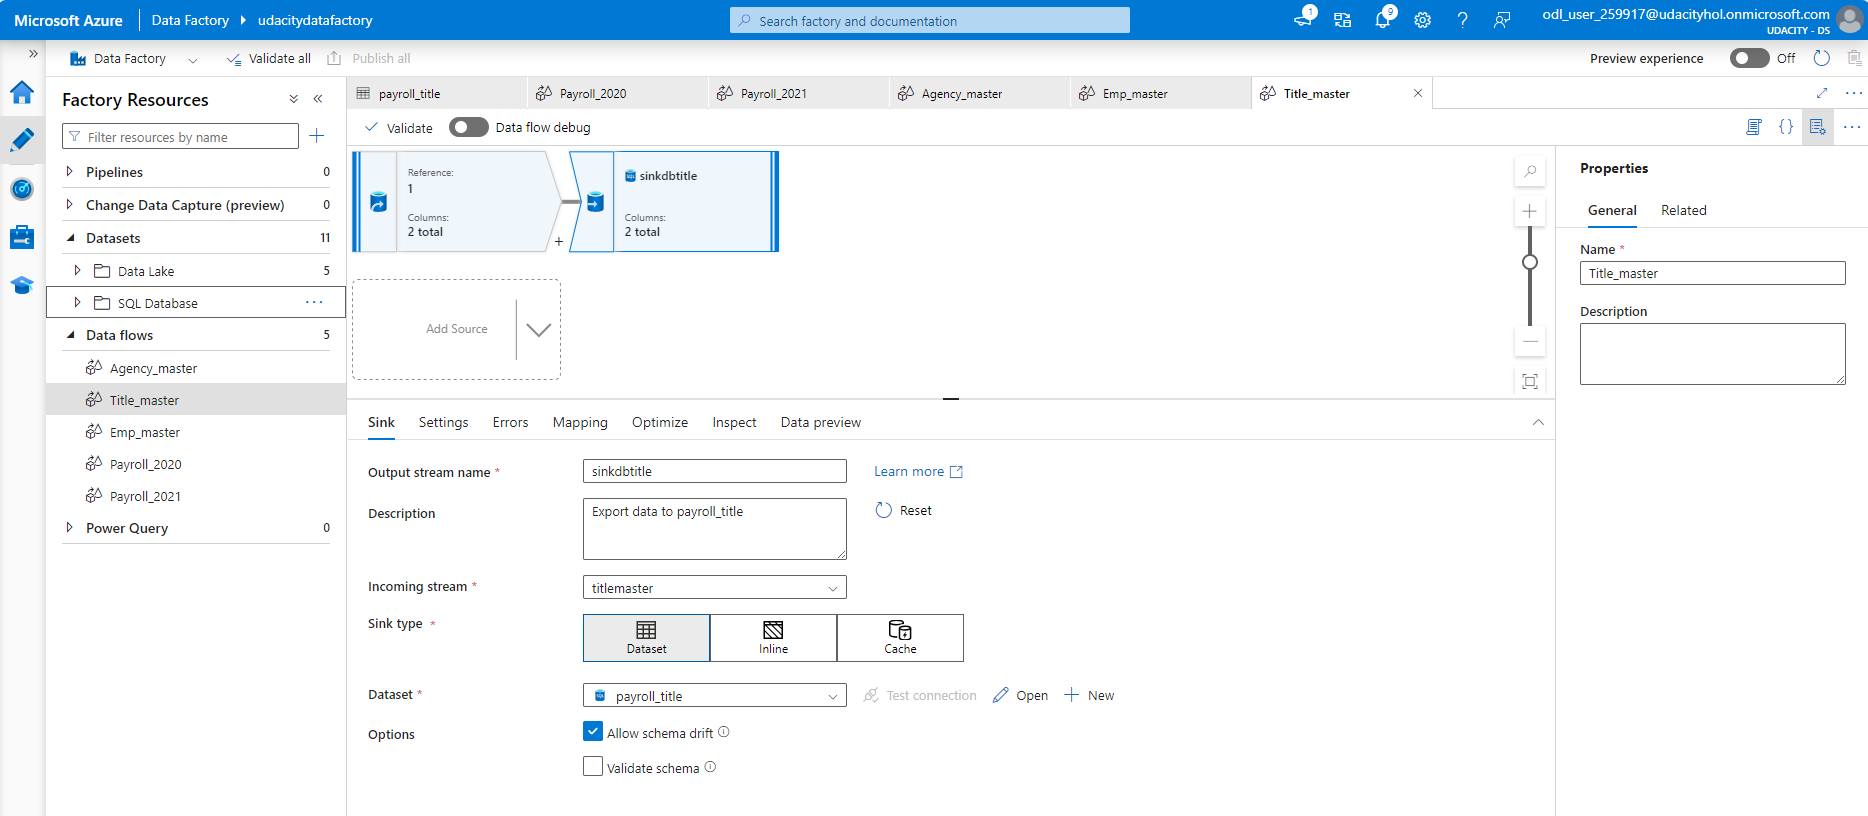 Microsoft Azure
Data Factory
udacitydatafactory
Search factory and documentation
1
9
odl_user_259917@udacityhol.onmicrosoft.com
UDACITY - DS
Data Factory
Validate all
Publish all
Preview experience
Off
Factory Resources
Filter resources by name
Pipelines 0
Change Data Capture (preview) 0
Datasets 11
Data Lake 5
SQL Database
Data flows 5
Agency_master
Title_master
Emp_master
Payroll_2020
Payroll_2021
Power Query 0
payroll_title
Payroll_2020
Payroll_2021
Agency_master
Emp_master
Title_master
Validate
Data flow debug
Reference:
1
Columns:
2 total
+
sinkdbtitle
Columns:
2 total
Add Source
Sink
Settings
Errors
Mapping
Optimize
Inspect
Data preview
Output stream name *
sinkdbtitle
Learn more
Description
Export data to payroll_title
Reset
Incoming stream *
titlemaster
Sink type *
Dataset
Inline
Cache
Dataset *
payroll_title
Test connection
Open
New
Options
Allow schema drift
Validate schema
Properties
General
Related
Name *
Title_master
Description